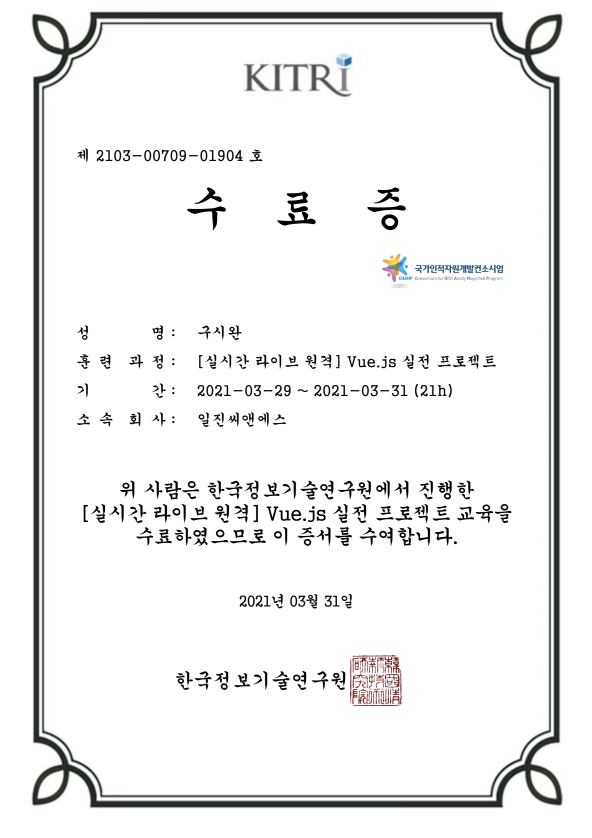 KITRI
제 2103-00709-01904 호
수 료 증
국가인적자원개발컨소시엄
Consortium for HRD Ability Magnified Program
성 명 : 구시완
훈 련 과 정 : [실시간 라이브 원격] Vue.js 실전 프로젝트
기 간 : 2021-03-29 ~ 2021-03-31 (21h)
소 속 회 사 : 일진씨앤에스
위 사람은 한국정보기술연구원에서 진행한
[실시간 라이브 원격] Vue.js 실전 프로젝트 교육을
수료하였으므로 이 증서를 수여합니다.
2021년 03월 31일
한국정보기술연구원